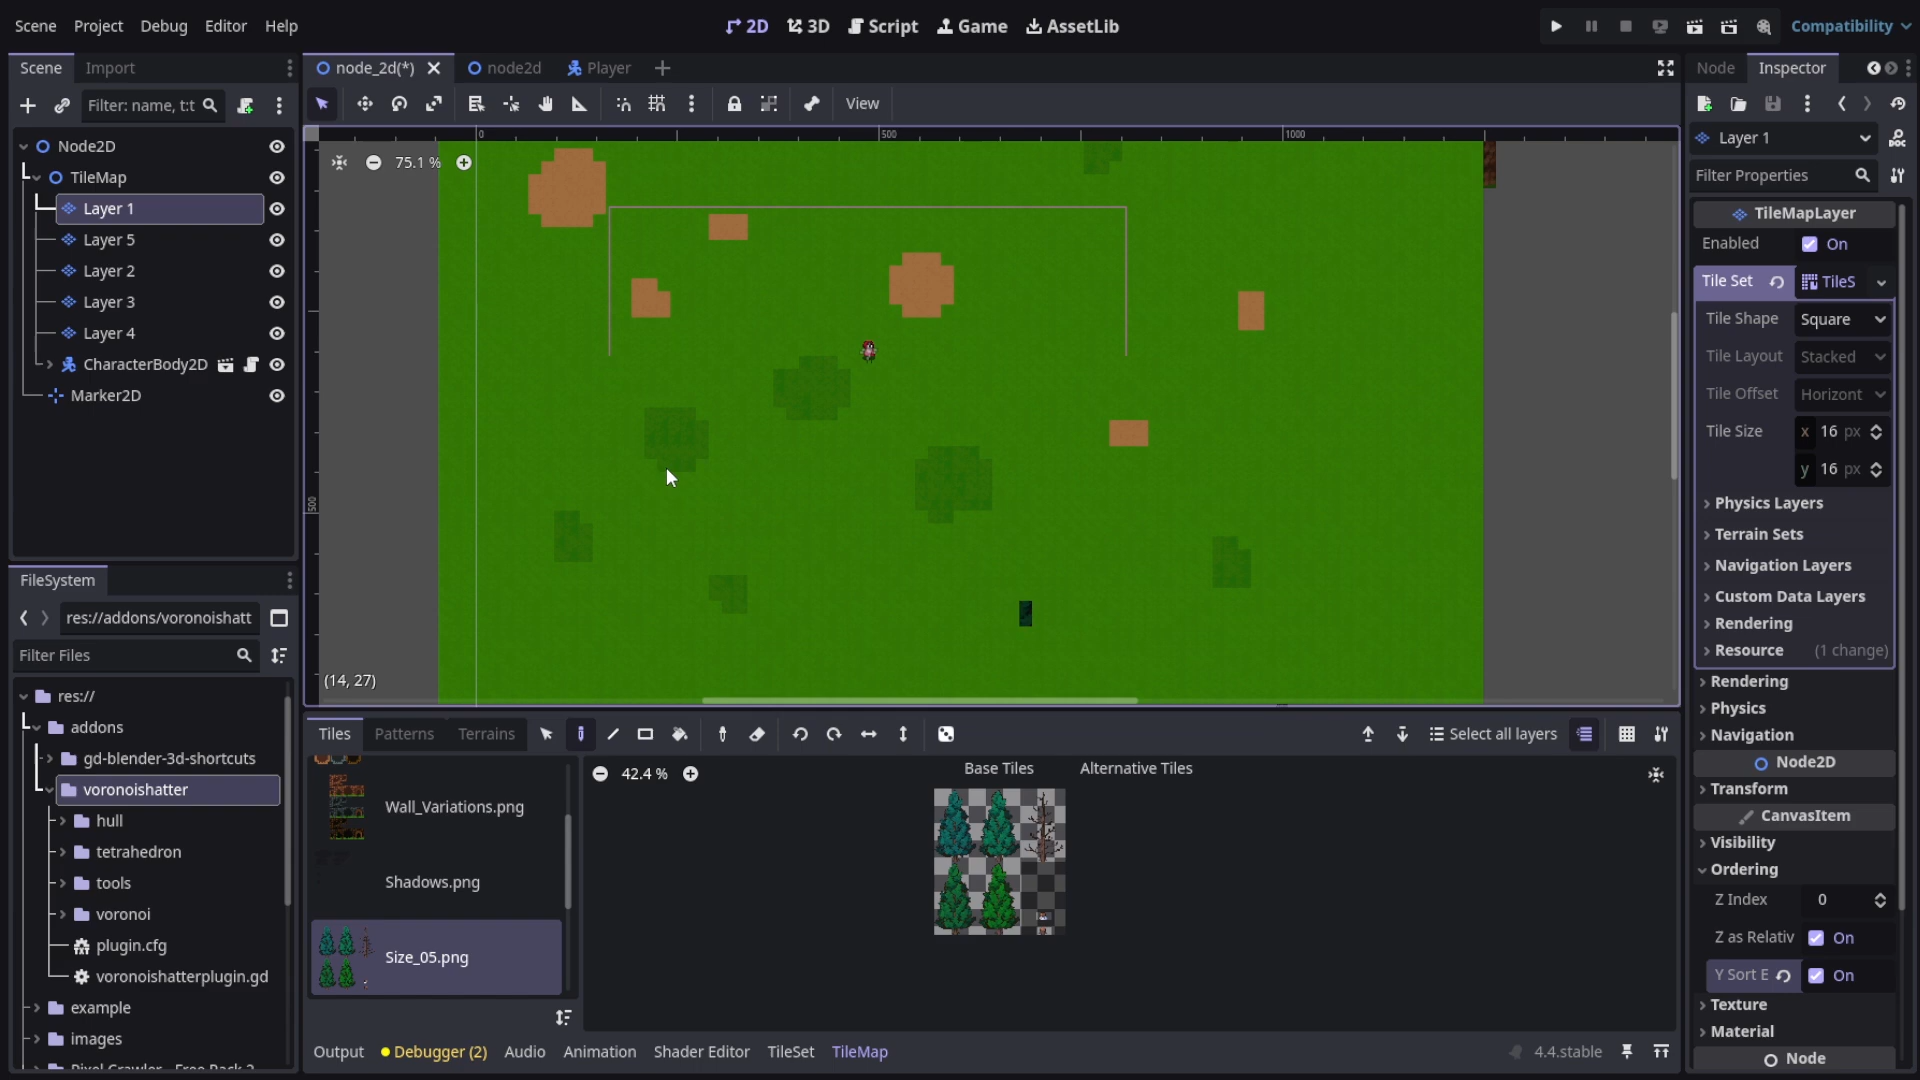 Scene Project Debug Editor Help
2D 3D Script Game AssetLib
Compatibility
Scene Import
Filter: name, t:t
Node2D
TileMap
Layer 1
Layer 5
Layer 2
Layer 3
Layer 4
CharacterBody2D
Marker2D
FileSystem
res://addons/voronoishatt
Filter Files
res://
addons
gd-blender-3d-shortcuts
voronoishatter
hull
tetrahedron
tools
voronoi
plugin.cfg
voronoishatterplugin.gd
example
images
node_2d(*) node2d Player
View
0 500 1000
75.1 %
500
(14, 27)
Tiles Patterns Terrains
Select all layers
Wall_Variations.png
Shadows.png
Size_05.png
42.4 %
Base Tiles Alternative Tiles
Output Debugger (2) Audio Animation Shader Editor TileSet TileMap
4.4.stable
Node Inspector
Layer 1
Filter Properties
TileMapLayer
Enabled On
Tile Set TileS
Tile Shape Square
Tile Layout Stacked
Tile Offset Horizont
Tile Size x 16 px
y 16 px
Physics Layers
Terrain Sets
Navigation Layers
Custom Data Layers
Rendering
Resource (1 change)
Rendering
Physics
Navigation
Node2D
Transform
CanvasItem
Visibility
Ordering
Z Index 0
Z as Relativ On
Y Sort E On
Texture
Material
Node